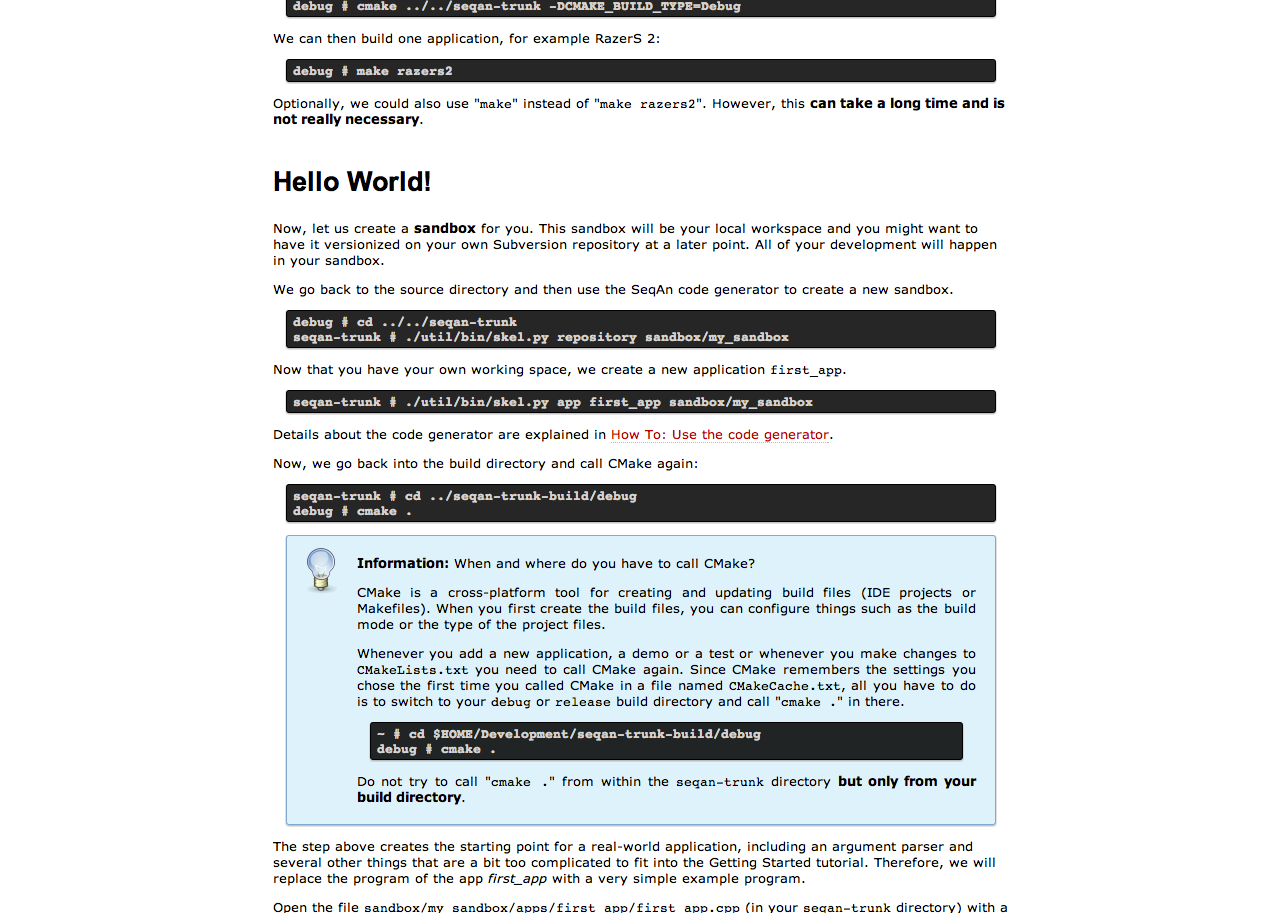 debug # cmake ../../seqan-trunk -DCMAKE_BUILD_TYPE=Debug
We can then build one application, for example RazerS 2:
debug # make razers2
Optionally, we could also use "make" instead of "make razers2". However, this can take a long time and is
not really necessary.
Hello World!
Now, let us create a sandbox for you. This sandbox will be your local workspace and you might want to
have it versionized on your own Subversion repository at a later point. All of your development will happen
in your sandbox.
We go back to the source directory and then use the SeqAn code generator to create a new sandbox.
debug # cd ../../seqan-trunk
seqan-trunk # ./util/bin/skel.py repository sandbox/my_sandbox
Now that you have your own working space, we create a new application first_app.
seqan-trunk # ./util/bin/skel.py app first_app sandbox/my_sandbox
Details about the code generator are explained in How To: Use the code generator.
Now, we go back into the build directory and call CMake again:
seqan-trunk # cd ../seqan-trunk-build/debug
debug # cmake .
Information: When and where do you have to call CMake?
CMake is a cross-platform tool for creating and updating build files (IDE projects or
Makefiles). When you first create the build files, you can configure things such as the build
mode or the type of the project files.
Whenever you add a new application, a demo or a test or whenever you make changes to
CMakeLists.txt you need to call CMake again. Since CMake remembers the settings you
chose the first time you called CMake in a file named CMakeCache.txt, all you have to do
is to switch to your debug or release build directory and call "cmake ." in there.
~ # cd $HOME/Development/seqan-trunk-build/debug
debug # cmake .
Do not try to call "cmake ." from within the seqan-trunk directory but only from your
build directory.
The step above creates the starting point for a real-world application, including an argument parser and
several other things that are a bit too complicated to fit into the Getting Started tutorial. Therefore, we will
replace the program of the app first_app with a very simple example program.
Open the file sandbox/my_sandbox/apps/first_app/first_app.cpp (in your seqan-trunk directory) with a